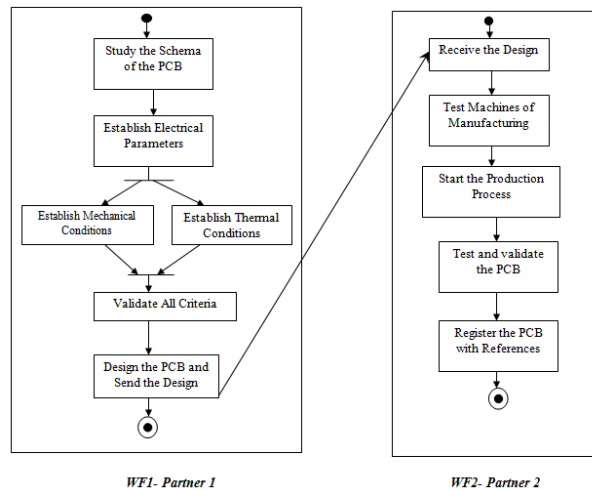 Study the Schema
of the PCB
Establish Electrical
Parameters
Establish Mechanical
Conditions
Establish Thermal
Conditions
Validate All Criteria
Design the PCB and
Send the Design
WF1- Partner 1
Receive the Design
Test Machines of
Manufacturing
Start the Production
Process
Test and validate
the PCB
Register the PCB
with References
WF2- Partner 2